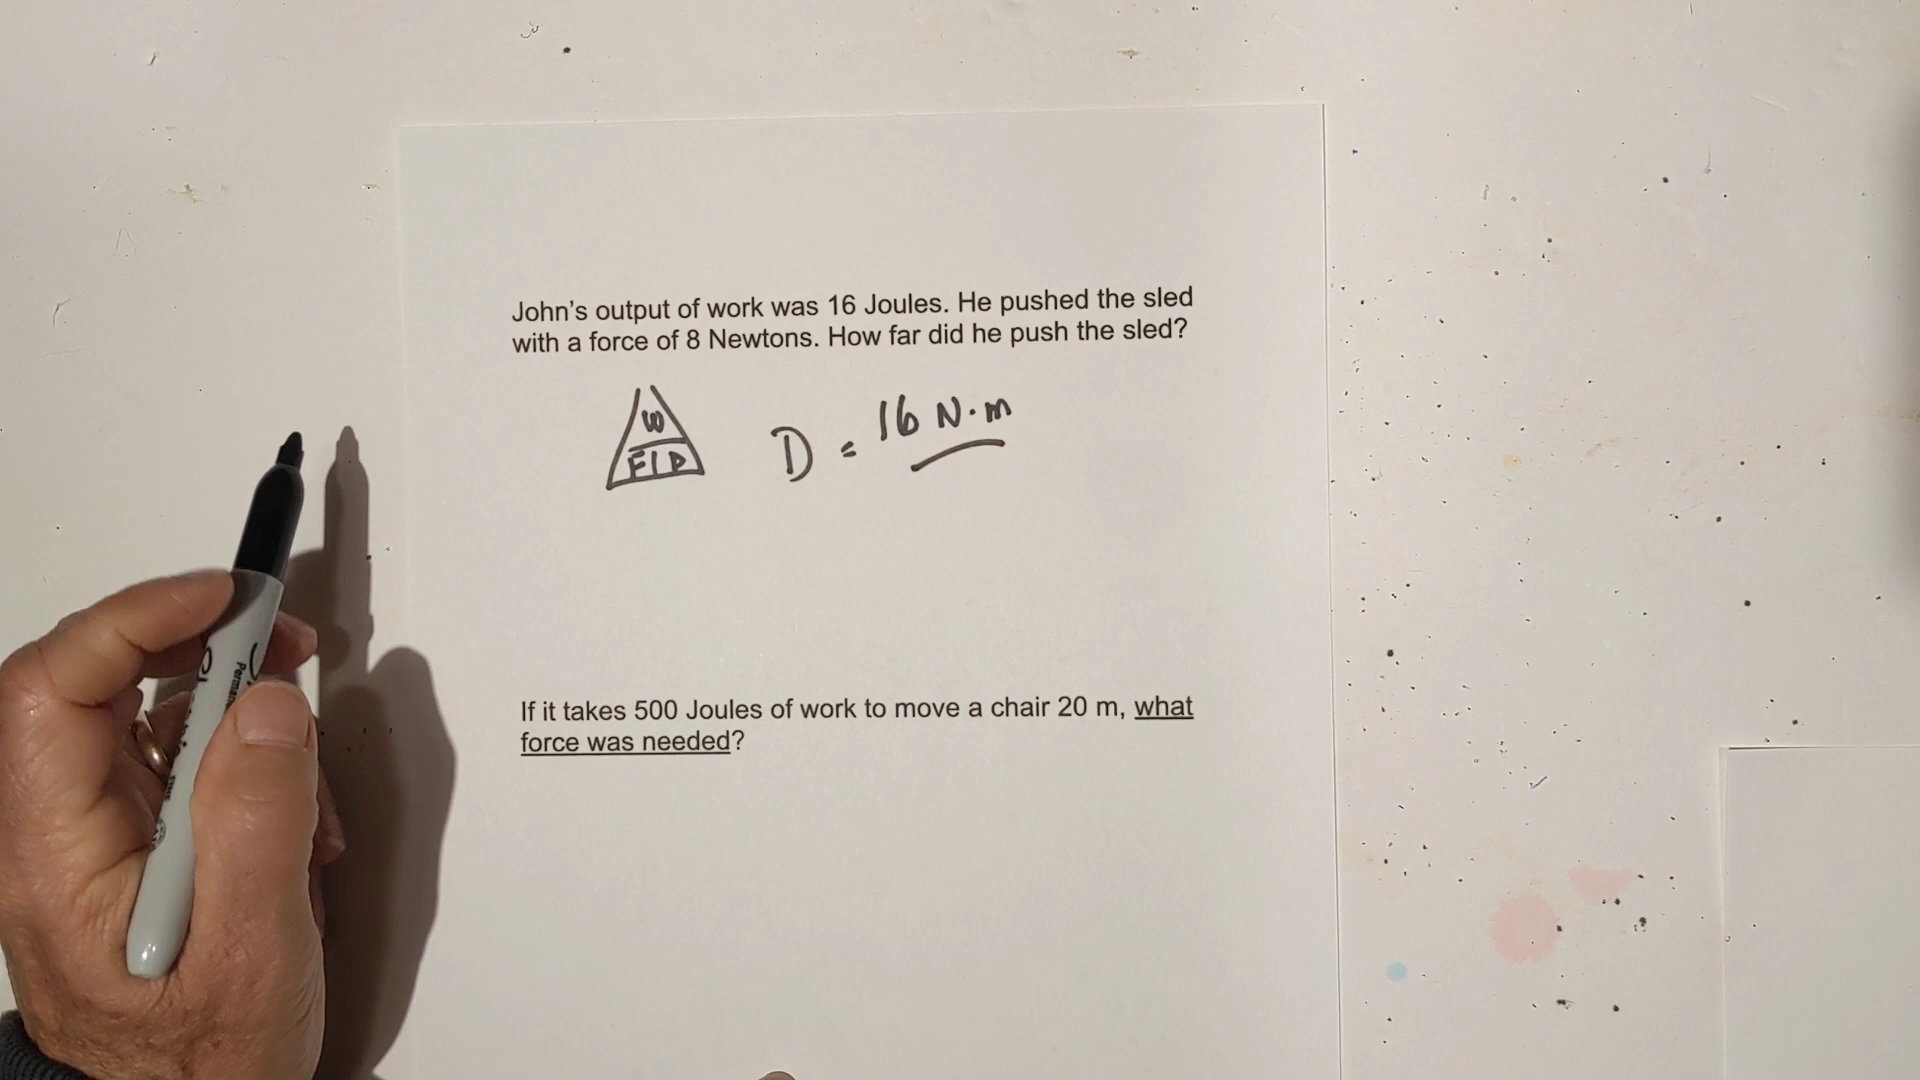 John's output of work was 16 Joules. He pushed the sled
with a force of 8 Newtons. How far did he push the sled?
W
F|D
D = 16 N·m
If it takes 500 Joules of work to move a chair 20 m, what
force was needed?